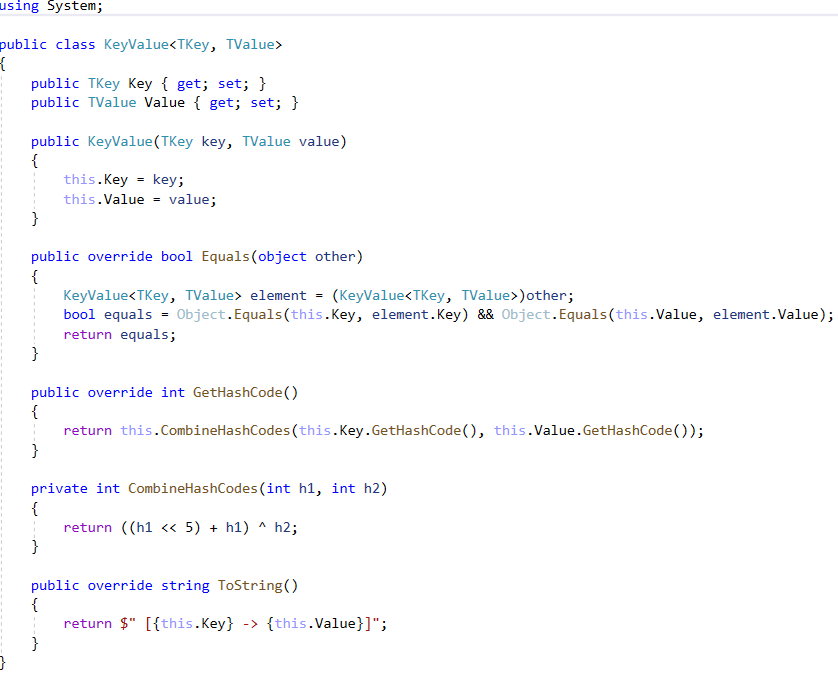 using System;
public class KeyValue<TKey, TValue>
{
public TKey Key { get; set; }
public TValue Value { get; set; }
public KeyValue(TKey key, TValue value)
{
this.Key = key;
this.Value = value;
}
public override bool Equals(object other)
{
KeyValue<TKey, TValue> element = (KeyValue<TKey, TValue>)other;
bool equals = Object.Equals(this.Key, element.Key) && Object.Equals(this.Value, element.Value);
return equals;
}
public override int GetHashCode()
{
return this.CombineHashCodes(this.Key.GetHashCode(), this.Value.GetHashCode());
}
private int CombineHashCodes(int h1, int h2)
{
return ((h1 << 5) + h1) ^ h2;
}
public override string ToString()
{
return $" [{this.Key} -> {this.Value}]";
}
}